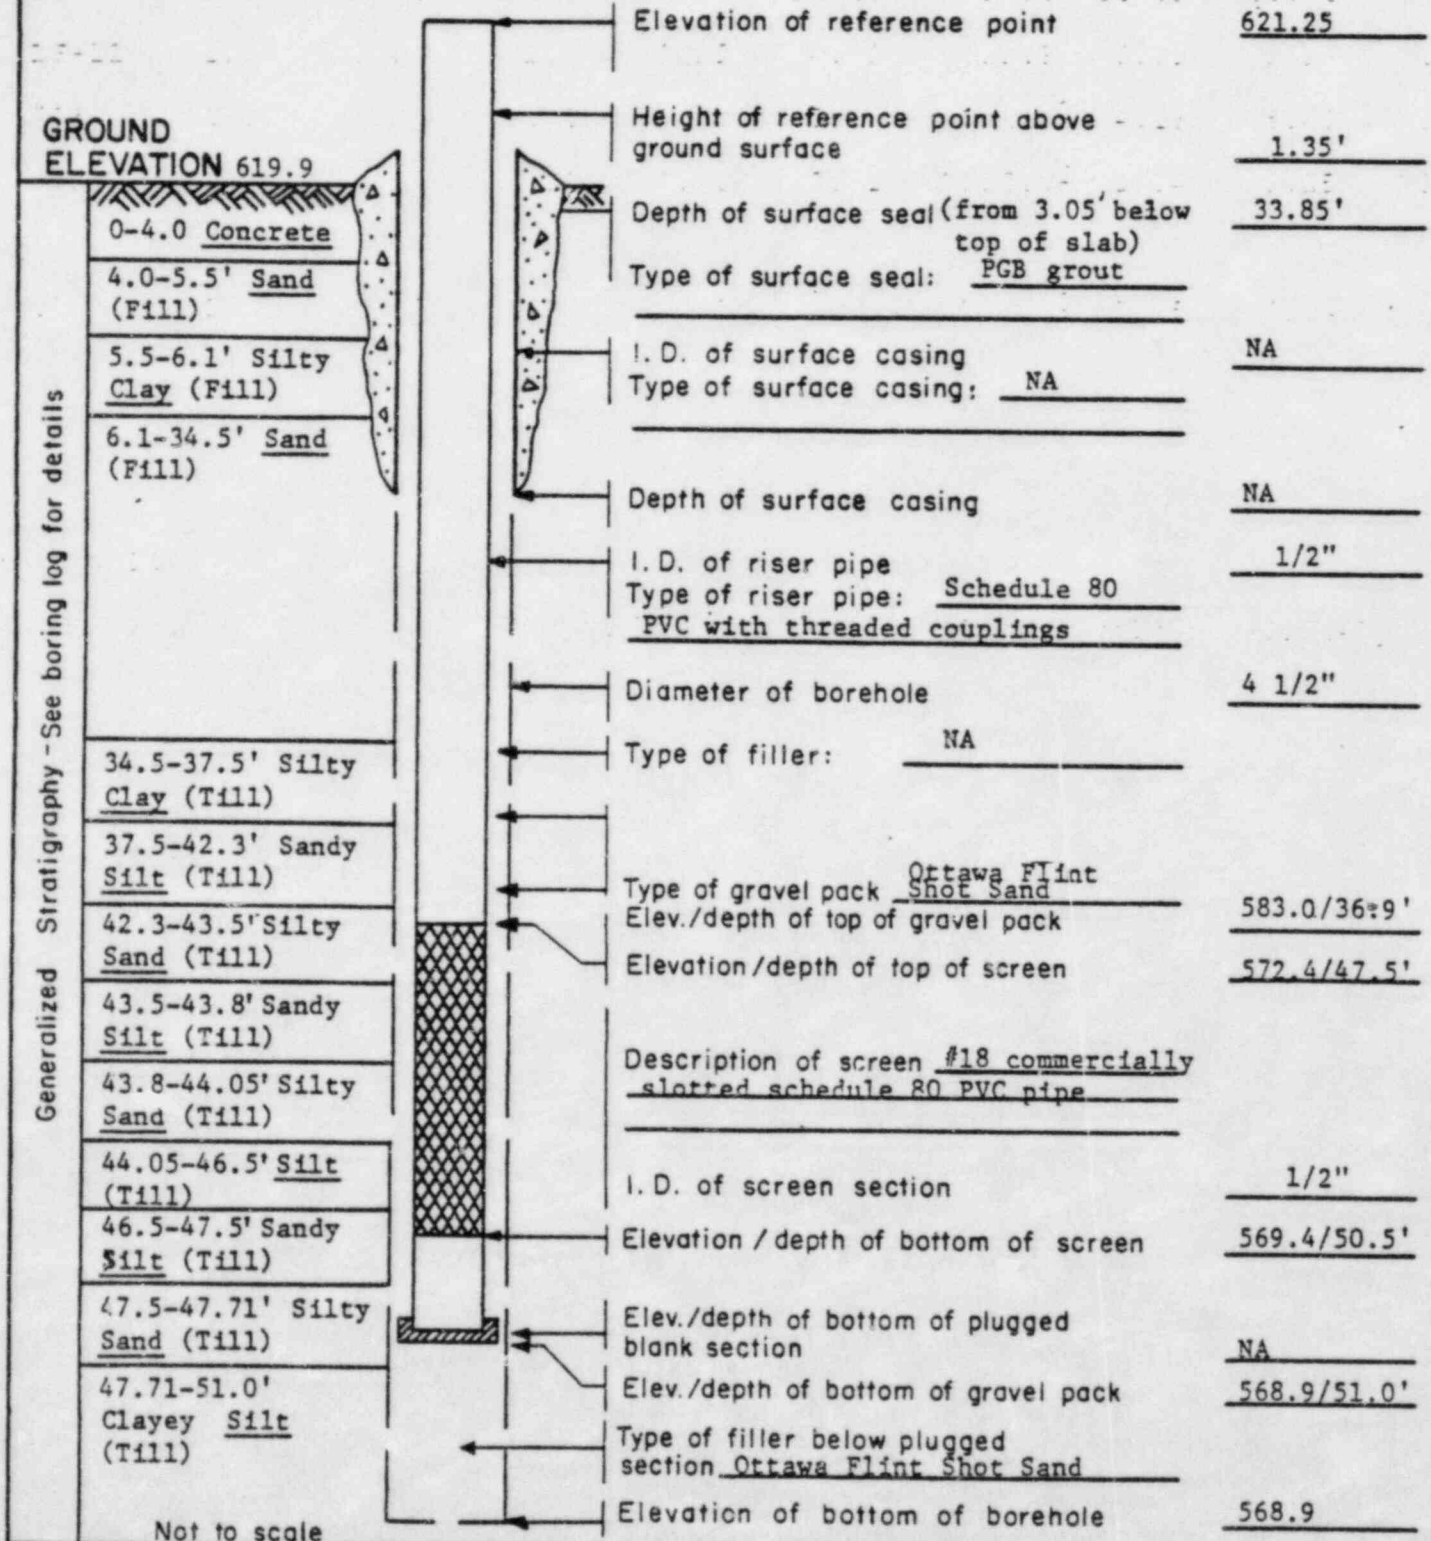 Elevation of reference point 621.25
GROUND
ELEVATION 619.9
Height of reference point above
ground surface 1.35'
0-4.0 Concrete
4.0-5.5' Sand
(Fill)
5.5-6.1' Silty
Clay (Fill)
6.1-34.5' Sand
(Fill)
34.5-37.5' Silty
Clay (Till)
37.5-42.3' Sandy
Silt (Till)
42.3-43.5' Silty
Sand (Till)
43.5-43.8' Sandy
Silt (Till)
43.8-44.05' Silty
Sand (Till)
44.05-46.5' Silt
(Till)
46.5-47.5' Sandy
Silt (Till)
47.5-47.71' Silty
Sand (Till)
47.71-51.0'
Clayey Silt
(Till)
Not to scale
Generalized Stratigraphy - See boring log for details
Depth of surface seal (from 3.05' below 33.85'
top of slab)
Type of surface seal: PGB grout
I.D. of surface casing NA
Type of surface casing: NA
Depth of surface casing NA
I.D. of riser pipe 1/2"
Type of riser pipe: Schedule 80
PVC with threaded couplings
Diameter of borehole 4 1/2"
Type of filler: NA
Type of gravel pack Ottawa Flint
Shot Sand
Elev./depth of top of gravel pack 583.0/36.9'
Elevation/depth of top of screen 572.4/47.5'
Description of screen #18 commercially
slotted schedule 80 PVC pipe
I.D. of screen section 1/2"
Elevation / depth of bottom of screen 569.4/50.5'
Elev./depth of bottom of plugged
blank section NA
Elev./depth of bottom of gravel pack 568.9/51.0'
Type of filler below plugged
section Ottawa Flint Shot Sand
Elevation of bottom of borehole 568.9